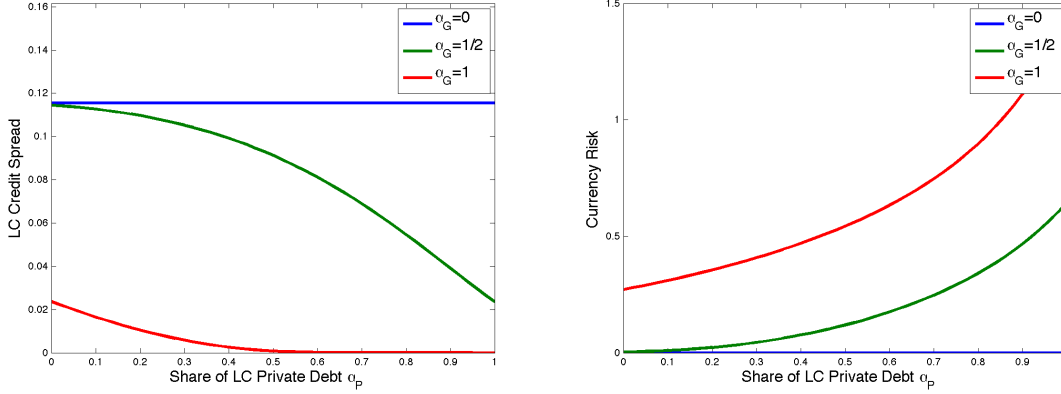 0.16
0.14
0.12
0.1
0.08
0.06
0.04
0.02
0
LC Credit Spread
0 0.1 0.2 0.3 0.4 0.5 0.6 0.7 0.8 0.9 1
Share of LC Private Debt α_P
α_G=0
α_G=1/2
α_G=1
1.5
1
0.5
0
Currency Risk
0 0.1 0.2 0.3 0.4 0.5 0.6 0.7 0.8 0.9
Share of LC Private Debt α_P
α_G=0
α_G=1/2
α_G=1